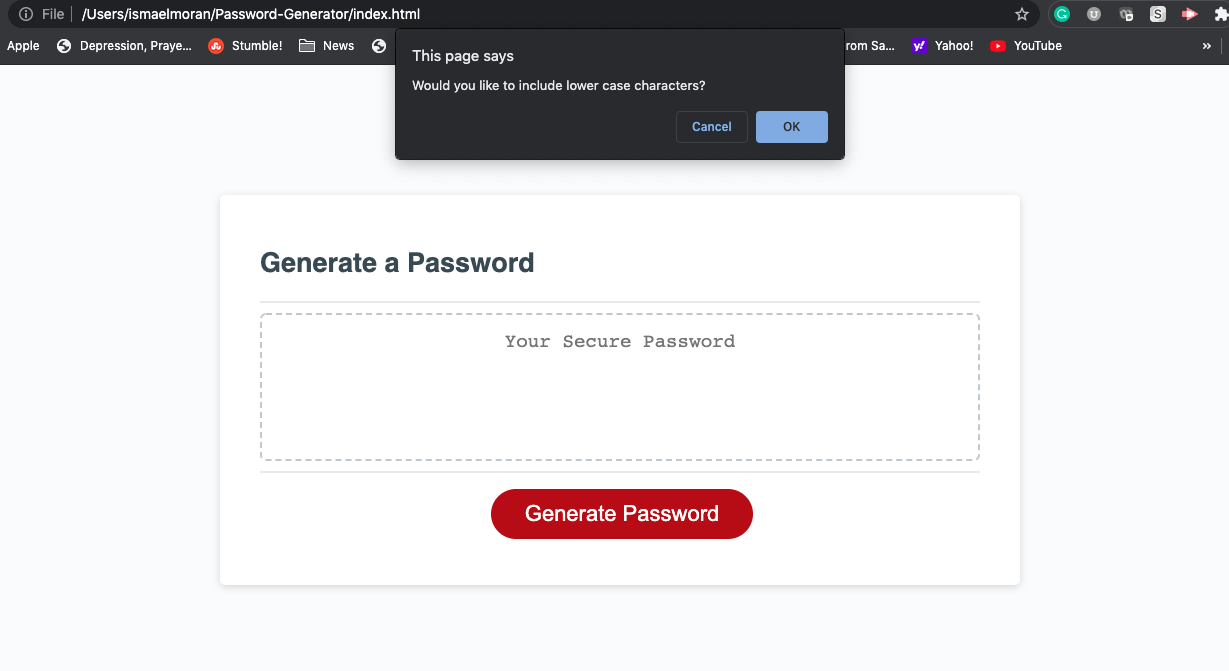 File /Users/ismaelmoran/Password-Generator/index.html
Apple Depression, Praye... Stumble! News rom Sa... Yahoo! YouTube »
This page says
Would you like to include lower case characters?
Cancel OK
Generate a Password
Your Secure Password
Generate Password